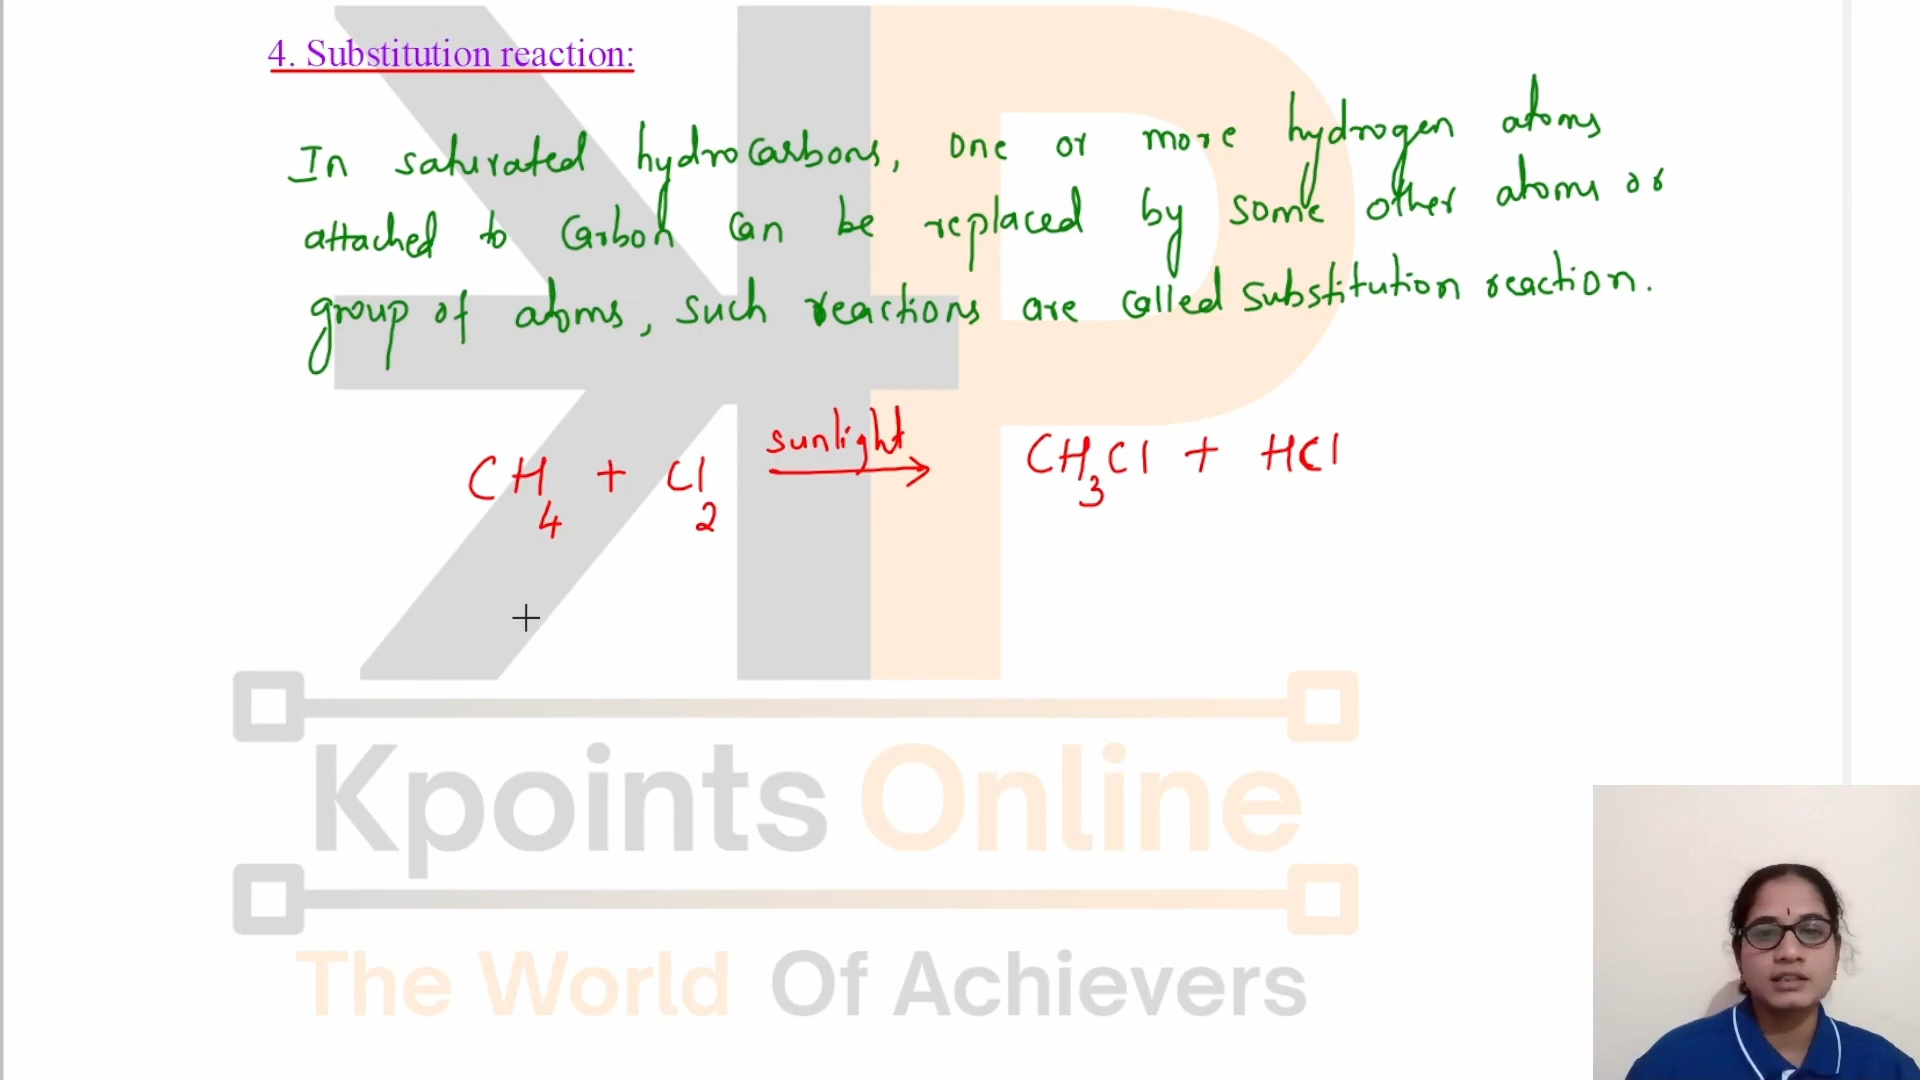 4. Substitution reaction:
In saturated hydrocarbons, one or more hydrogen atoms
attached to Carbon Can be replaced by some other atoms or
group of atoms, such reactions are called substitution reaction.
CH4 + Cl2 sunlight → CH3Cl + HCl
Kpoints Online
The World Of Achievers